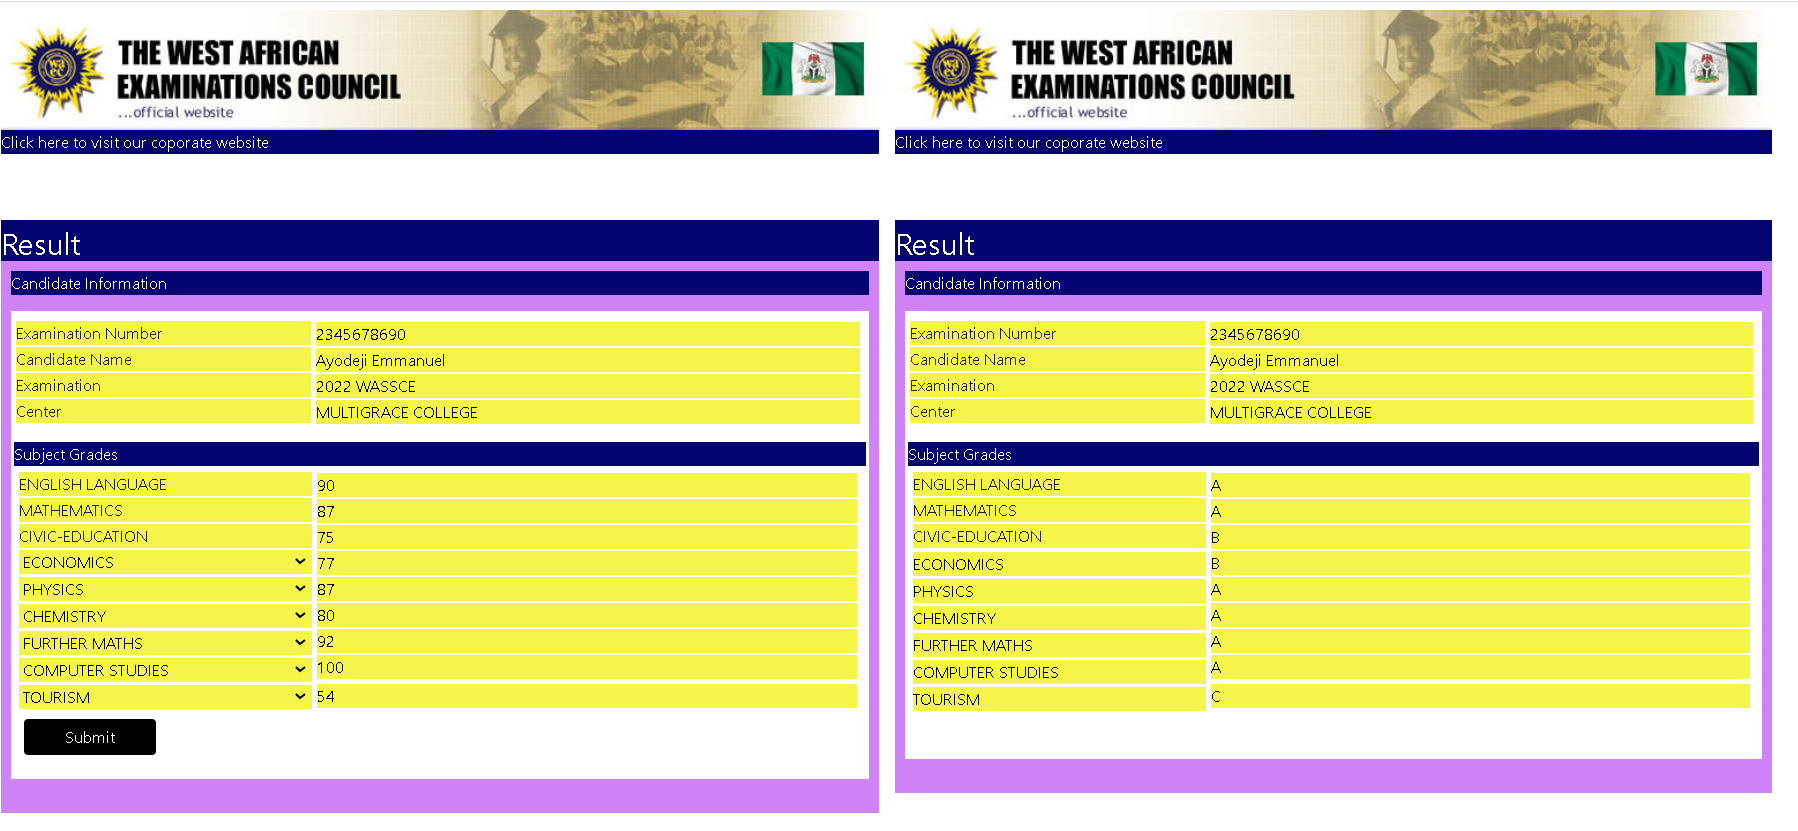 THE WEST AFRICAN
EXAMINATIONS COUNCIL
...official website
Click here to visit our coporate website
Result
Candidate Information
Examination Number 2345678690
Candidate Name Ayodeji Emmanuel
Examination 2022 WASSCE
Center MULTIGRACE COLLEGE
Subject Grades
ENGLISH LANGUAGE 90
MATHEMATICS 87
CIVIC-EDUCATION 75
ECONOMICS 77
PHYSICS 87
CHEMISTRY 80
FURTHER MATHS 92
COMPUTER STUDIES 100
TOURISM 54
Submit
THE WEST AFRICAN
EXAMINATIONS COUNCIL
...official website
Click here to visit our coporate website
Result
Candidate Information
Examination Number 2345678690
Candidate Name Ayodeji Emmanuel
Examination 2022 WASSCE
Center MULTIGRACE COLLEGE
Subject Grades
ENGLISH LANGUAGE A
MATHEMATICS A
CIVIC-EDUCATION B
ECONOMICS B
PHYSICS A
CHEMISTRY A
FURTHER MATHS A
COMPUTER STUDIES A
TOURISM C